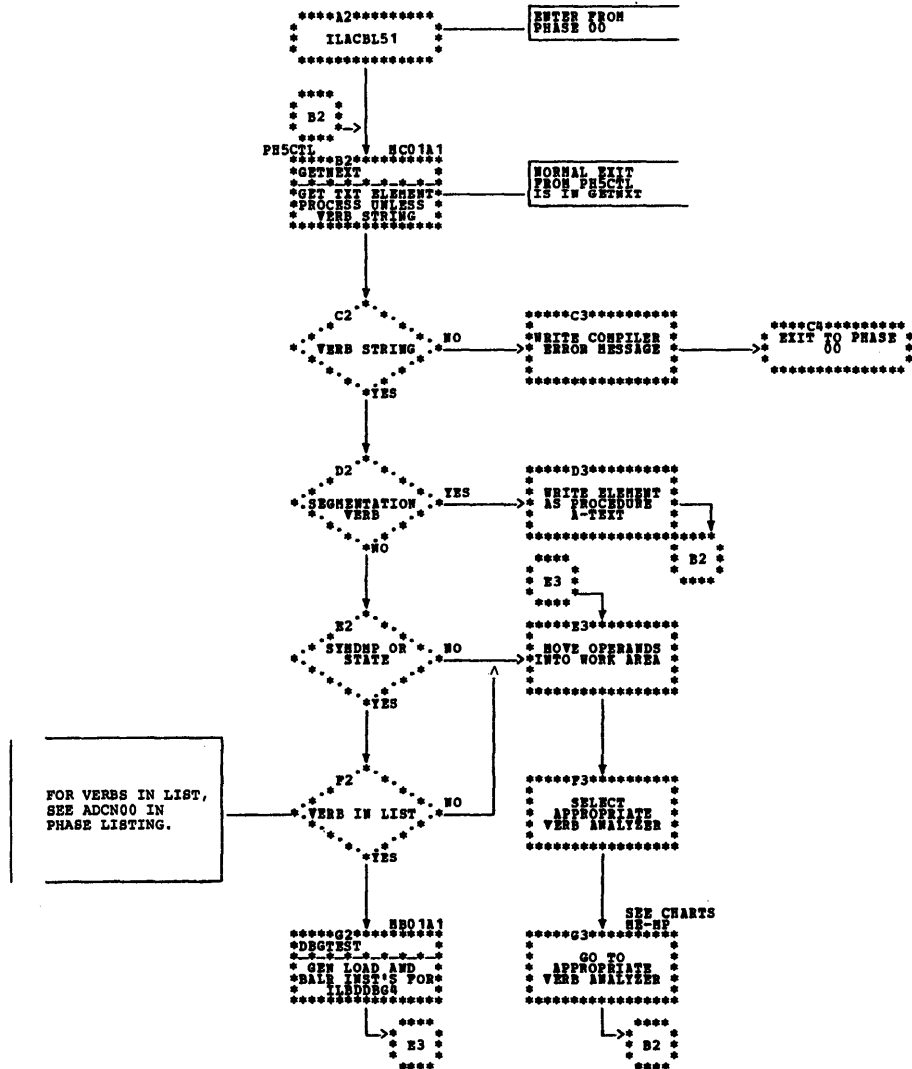 A2
ILACBL51
ENTER FROM
PHASE 00
B2
PH5CTL
MC01A1
B2
GETNEXT
GET TXT ELEMENT
PROCESS UNLESS
VERB STRING
NORMAL EXIT
FROM PH5CTL
IS IN GETNXT
C2
VERB STRING
NO
YES
C3
WRITE COMPILER
ERROR MESSAGE
C4
EXIT TO PHASE
00
D2
SEGMENTATION
VERB
YES
NO
D3
WRITE ELEMENT
AS PROCEDURE
A-TEXT
B2
E3
E2
SYMDMP OR
STATE
NO
YES
E3
MOVE OPERANDS
INTO WORK AREA
FOR VERBS IN LIST,
SEE ADCN00 IN
PHASE LISTING.
F2
VERB IN LIST
NO
YES
F3
SELECT
APPROPRIATE
VERB ANALYZER
MB01A1
G2
DBGTEST
GEN LOAD AND
BALR INST'S FOR
ILBDDBG4
E3
SEE CHARTS
ME-MP
G3
GO TO
APPROPRIATE
VERB ANALYZER
B2